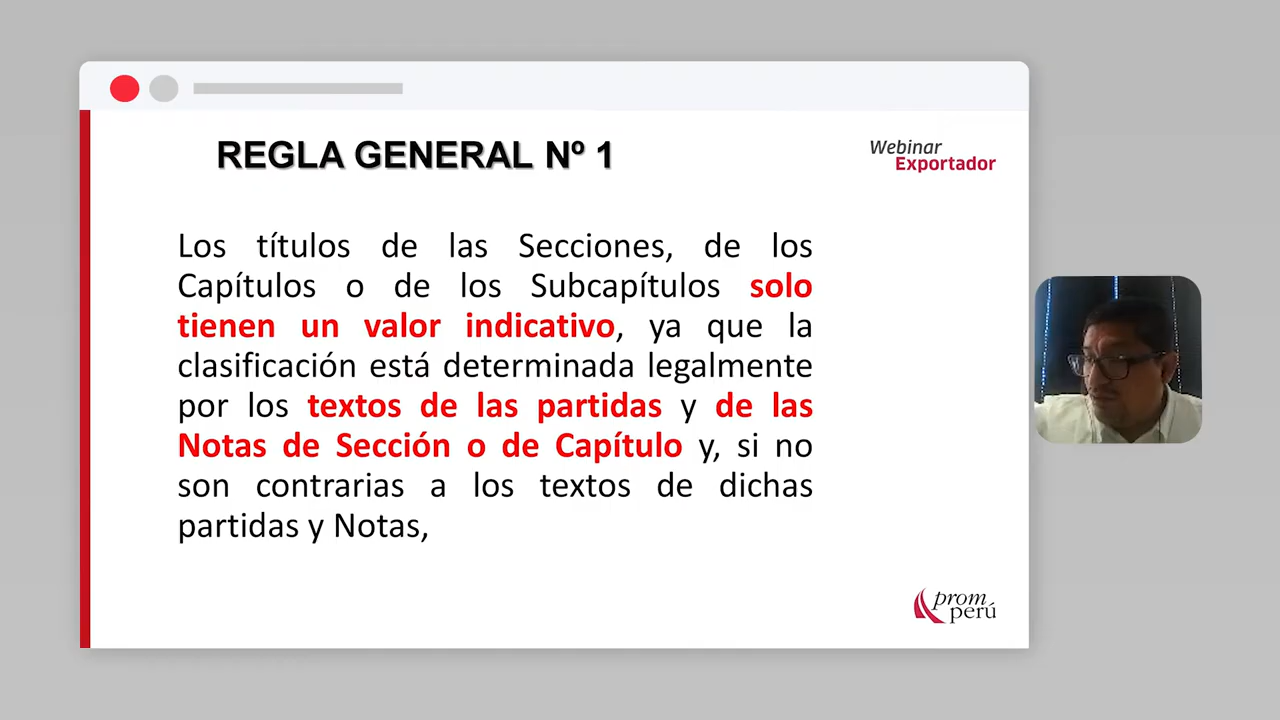 REGLA GENERAL Nº 1
Webinar
Exportador
Los títulos de las Secciones, de los
Capítulos o de los Subcapítulos solo
tienen un valor indicativo, ya que la
clasificación está determinada legalmente
por los textos de las partidas y de las
Notas de Sección o de Capítulo y, si no
son contrarias a los textos de dichas
partidas y Notas,
prom
perú